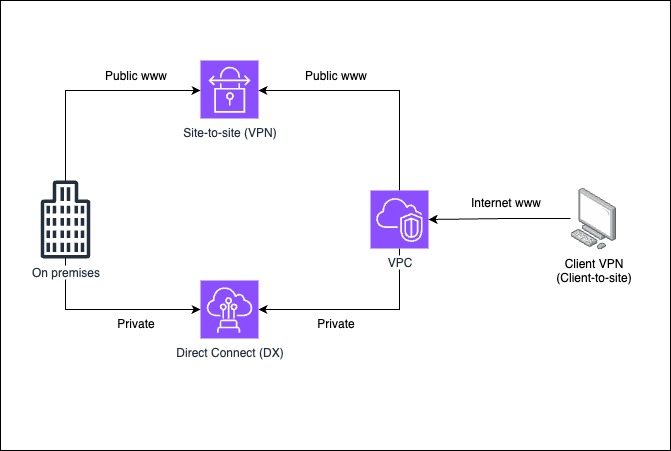 Public www
Public www
Site-to-site (VPN)
Internet www
On premises
VPC
Client VPN
(Client-to-site)
Private
Private
Direct Connect (DX)